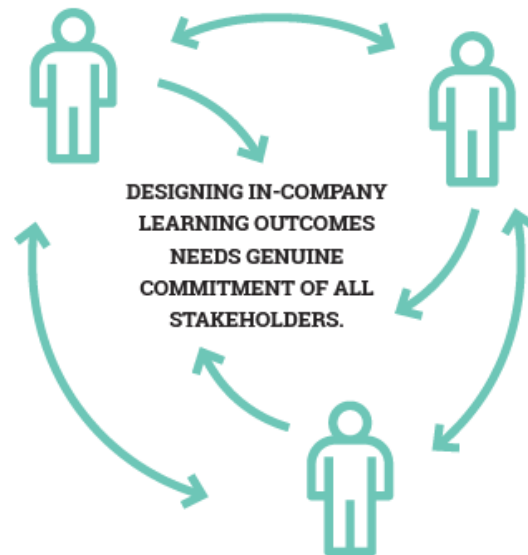 DESIGNING IN-COMPANY
LEARNING OUTCOMES
NEEDS GENUINE
COMMITMENT OF ALL
STAKEHOLDERS.